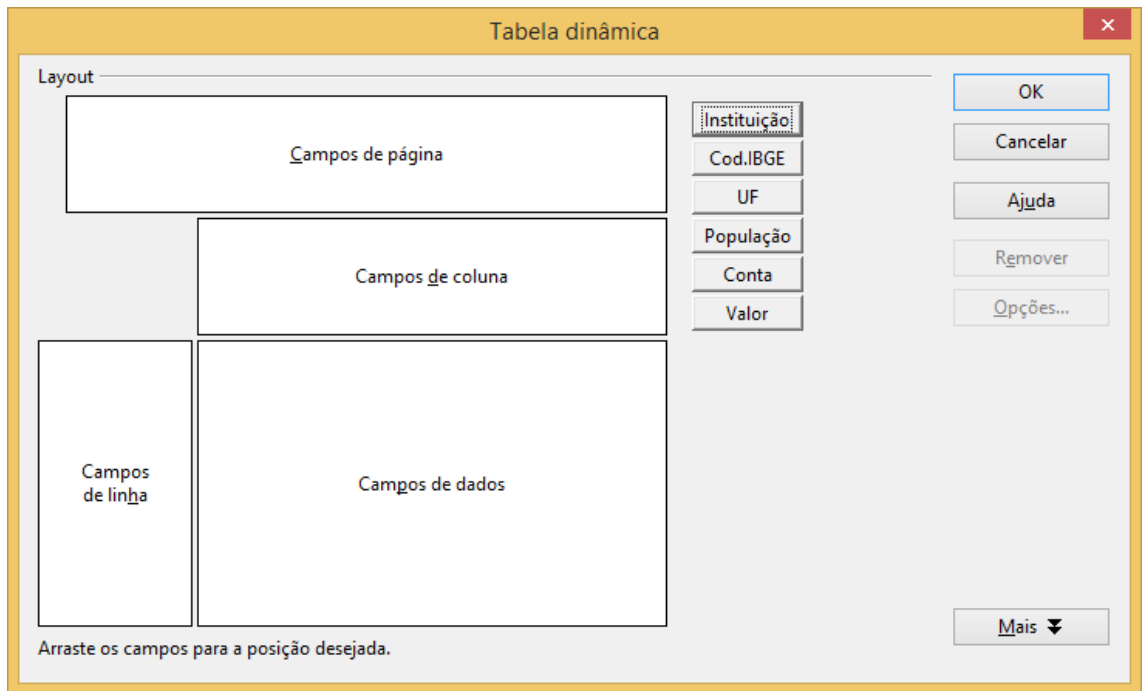 Tabela dinâmica
Layout
Campos de página
Campos de coluna
Campos
de linha
Campos de dados
Instituição
Cod.IBGE
UF
População
Conta
Valor
OK
Cancelar
Ajuda
Remover
Opções...
Mais
Arraste os campos para a posição desejada.